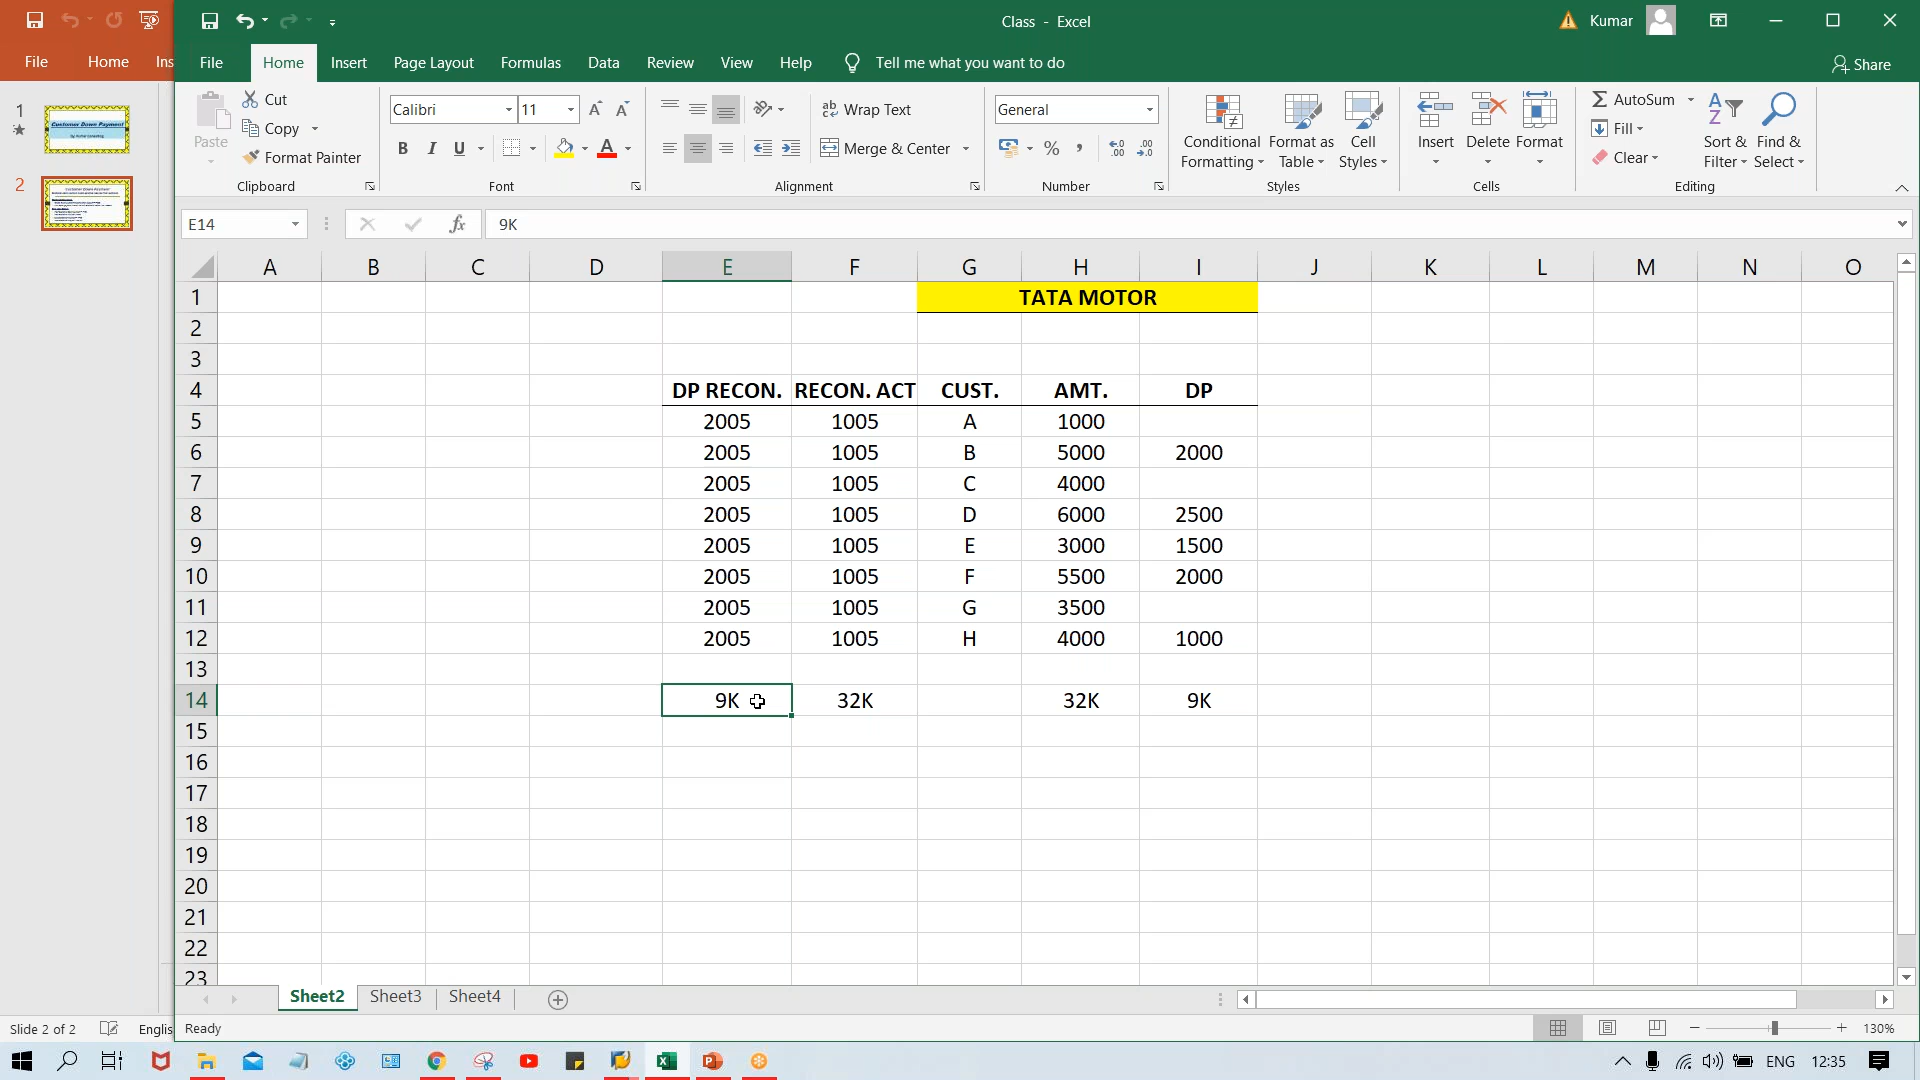 Class - Excel
Kumar
File Home Ins
File Home Insert Page Layout Formulas Data Review View Help Tell me what you want to do Share
Paste
Cut
Copy
Format Painter
Clipboard
Calibri 11
B I U
Font
Wrap Text
Merge & Center
Alignment
General
Number
Conditional Formatting
Format as Table
Cell Styles
Styles
Insert Delete Format
Cells
AutoSum
Fill
Clear
Sort & Filter
Find & Select
Editing
E14 fx 9K
1
Customer Down Payment
2
A B C D E F G H I J K L M N O
1 TATA MOTOR
2
3
4 DP RECON. RECON. ACT CUST. AMT. DP
5 2005 1005 A 1000
6 2005 1005 B 5000 2000
7 2005 1005 C 4000
8 2005 1005 D 6000 2500
9 2005 1005 E 3000 1500
10 2005 1005 F 5500 2000
11 2005 1005 G 3500
12 2005 1005 H 4000 1000
13
14 9K 32K 32K 9K
15
16
17
18
19
20
21
22
23
Sheet2 Sheet3 Sheet4
Slide 2 of 2 Englis
Ready
130%
ENG 12:35